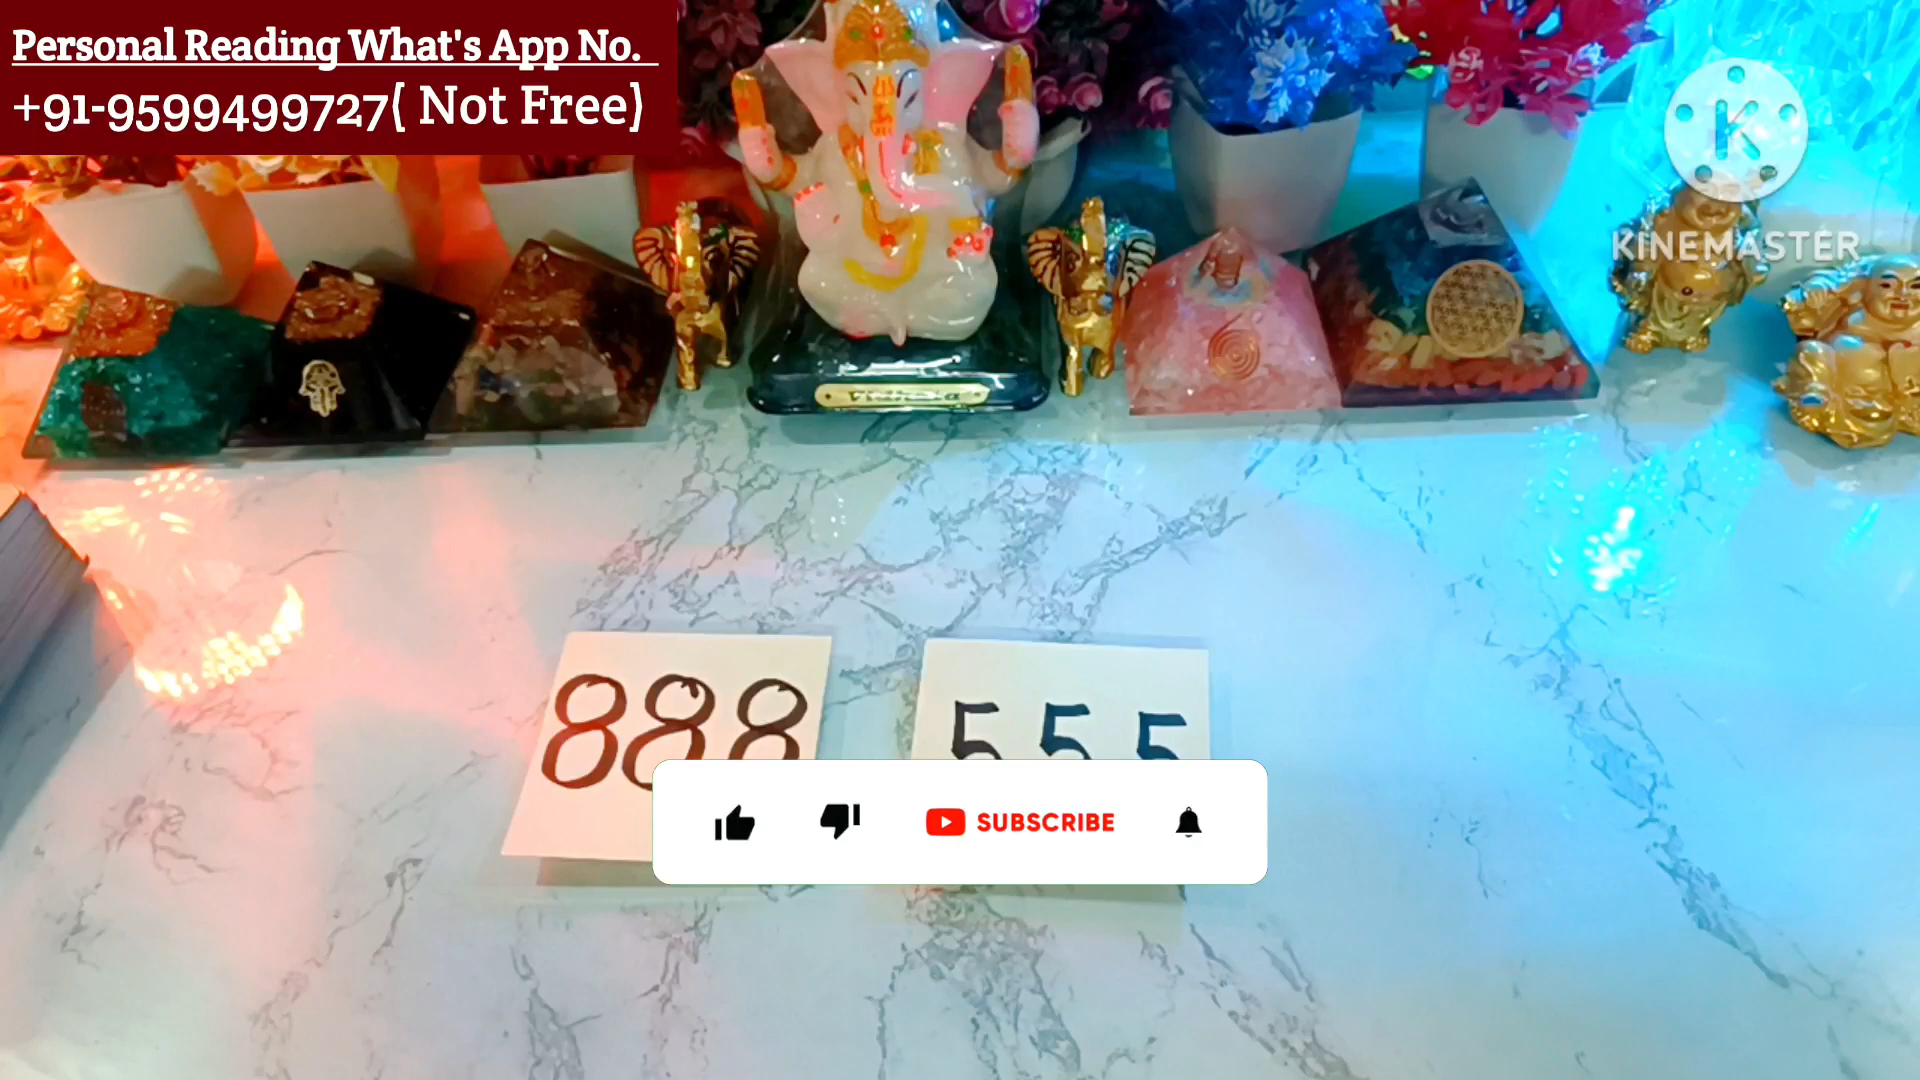 Personal Reading What's App No.
+91-9599499727( Not Free)
KINEMASTER
888
555
SUBSCRIBE